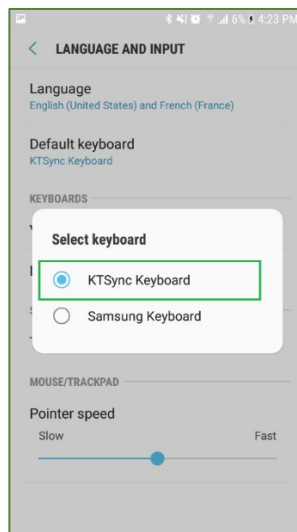 6% 4:23 PM
LANGUAGE AND INPUT
Language
English (United States) and French (France)
Default keyboard
KTSync Keyboard
KEYBOARDS
Select keyboard
KTSync Keyboard
Samsung Keyboard
MOUSE/TRACKPAD
Pointer speed
Slow Fast